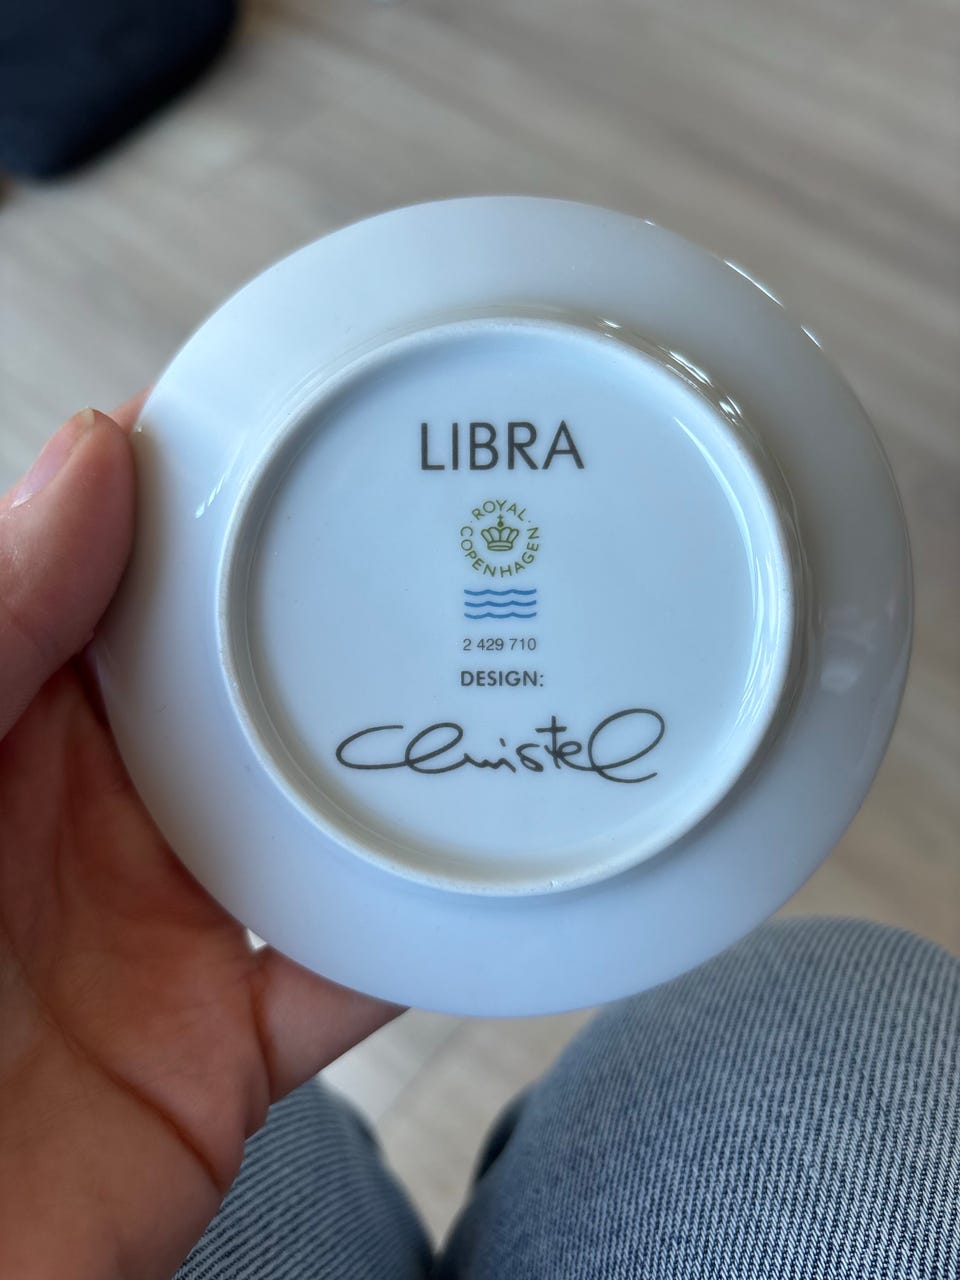 LIBRA
ROYAL
COPENHAGEN
2 429 710
DESIGN:
Christel